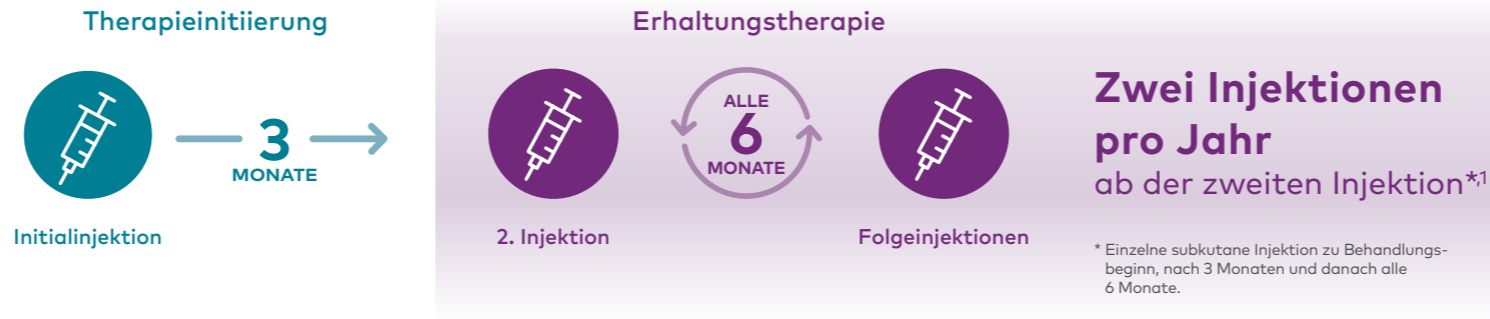 Therapieinitiierung
3
MONATE
Initialinjektion
Erhaltungstherapie
2. Injektion
ALLE
6
MONATE
Folgeinjektionen
Zwei Injektionen
pro Jahr
ab der zweiten Injektion*,1
* Einzelne subkutane Injektion zu Behandlungs-
beginn, nach 3 Monaten und danach alle
6 Monate.